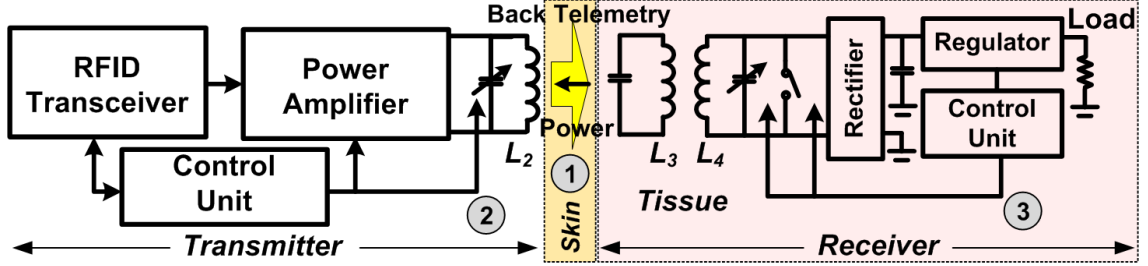 RFID
Transceiver
Power
Amplifier
Control
Unit
L2
2
Transmitter
Back Telemetry
Power
1
Skin
L3
L4
Tissue
Rectifier
Regulator
Load
Control
Unit
3
Receiver